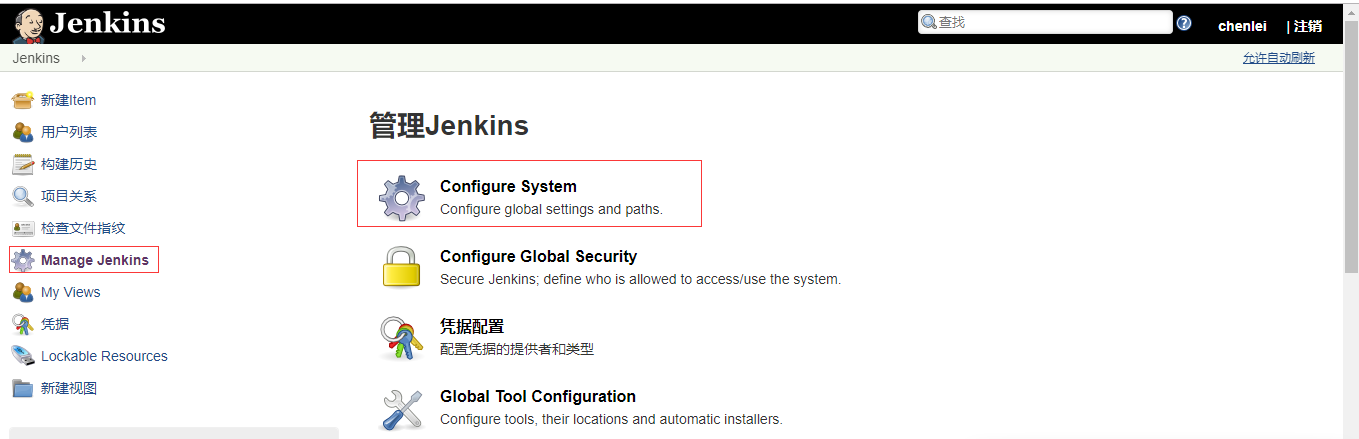 Jenkins
查找
chenlei | 注销
Jenkins
允许自动刷新
新建Item
用户列表
构建历史
项目关系
检查文件指纹
Manage Jenkins
My Views
凭据
Lockable Resources
新建视图
管理Jenkins
Configure System
Configure global settings and paths.
Configure Global Security
Secure Jenkins; define who is allowed to access/use the system.
凭据配置
配置凭据的提供者和类型
Global Tool Configuration
Configure tools, their locations and automatic installers.